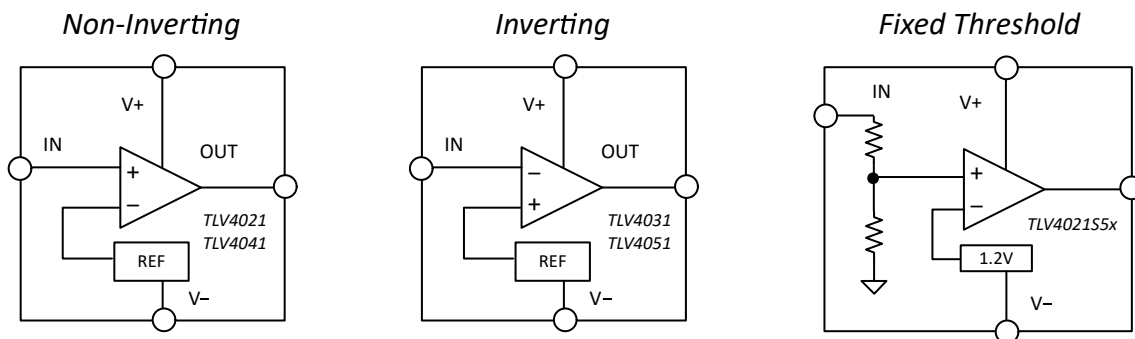 Non-Inverting
V+
IN
OUT
+
−
TLV4021
TLV4041
REF
V−
Inverting
V+
IN
OUT
−
+
TLV4031
TLV4051
REF
V−
Fixed Threshold
IN
V+
+
−
TLV4021S5x
1.2V
V−